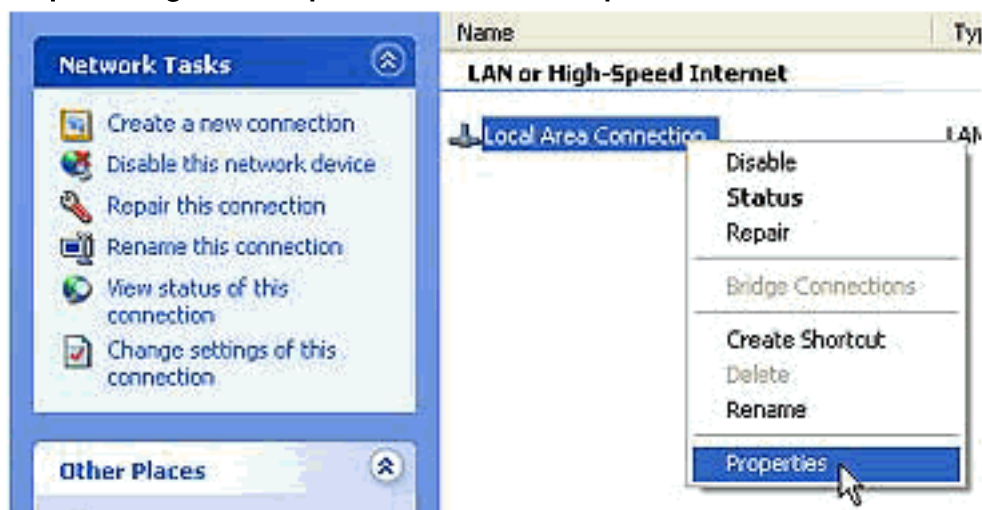 Name
Typ
LAN or High-Speed Internet
Network Tasks
Create a new connection
Disable this network device
Repair this connection
Rename this connection
View status of this
connection
Change settings of this
connection
Other Places
Local Area Connection
LAN
Disable
Status
Repair
Bridge Connections
Create Shortcut
Delete
Rename
Properties